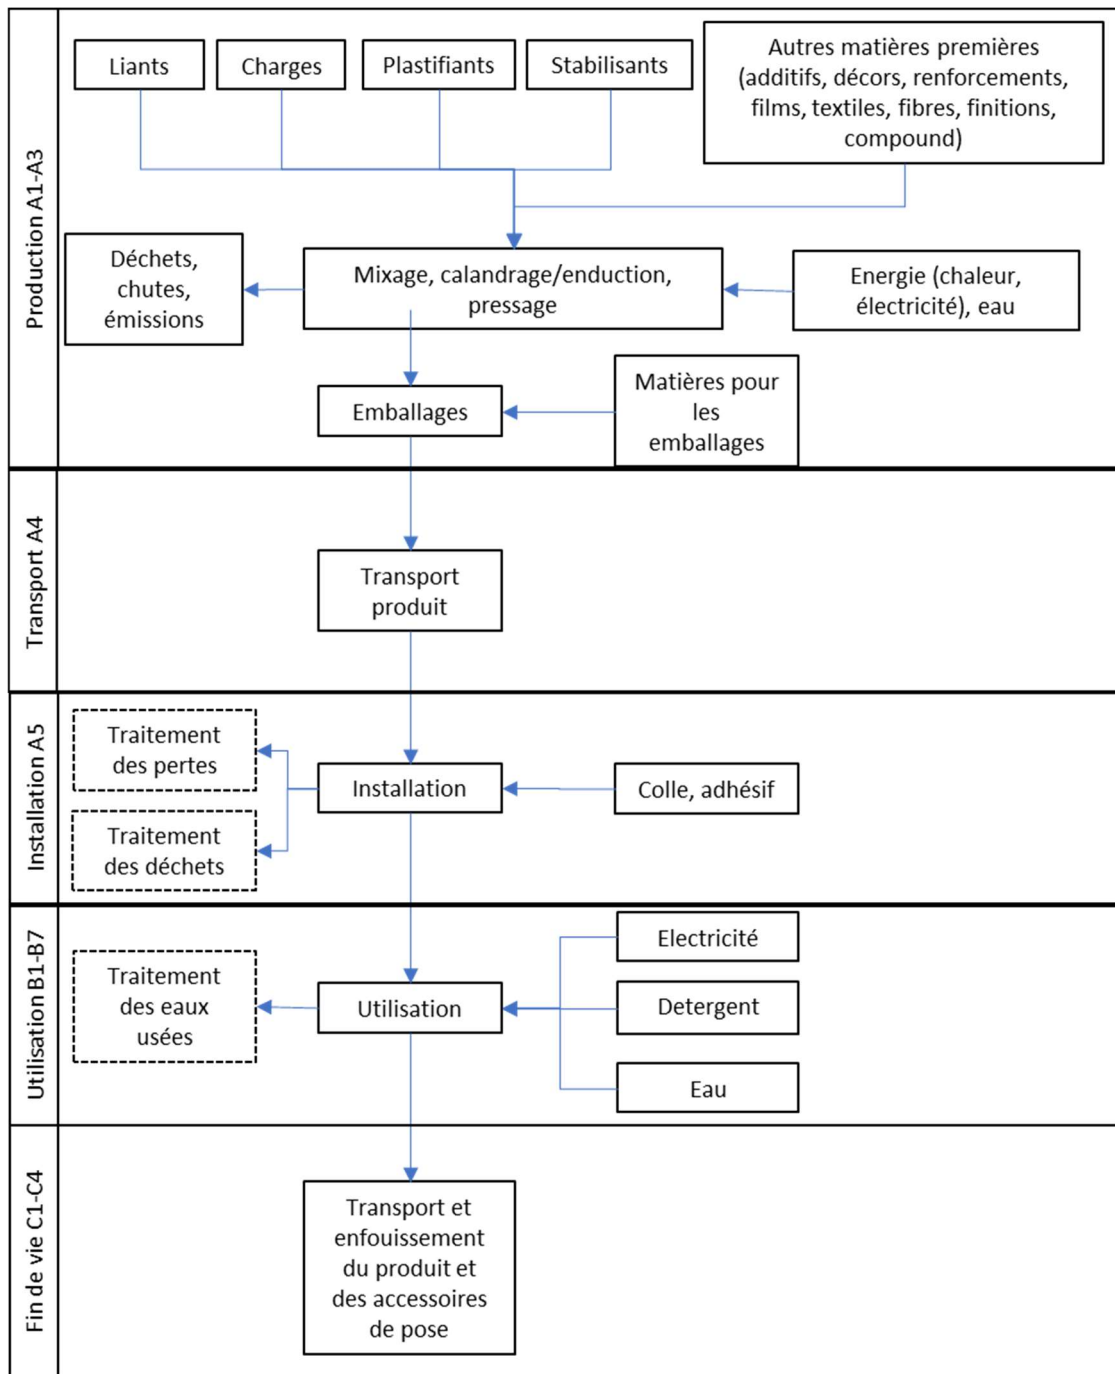 Production A1-A3
Liants
Charges
Plastifiants
Stabilisants
Autres matières premières
(additifs, décors, renforcements,
films, textiles, fibres, finitions,
compound)
Déchets,
chutes,
émissions
Mixage, calandrage/enduction,
pressage
Energie (chaleur,
électricité), eau
Emballages
Matières pour
les
emballages
Transport A4
Transport
produit
Installation A5
Traitement
des pertes
Traitement
des déchets
Installation
Colle, adhésif
Utilisation B1-B7
Traitement
des eaux
usées
Utilisation
Electricité
Detergent
Eau
Fin de vie C1-C4
Transport et
enfouissement
du produit et
des accessoires
de pose